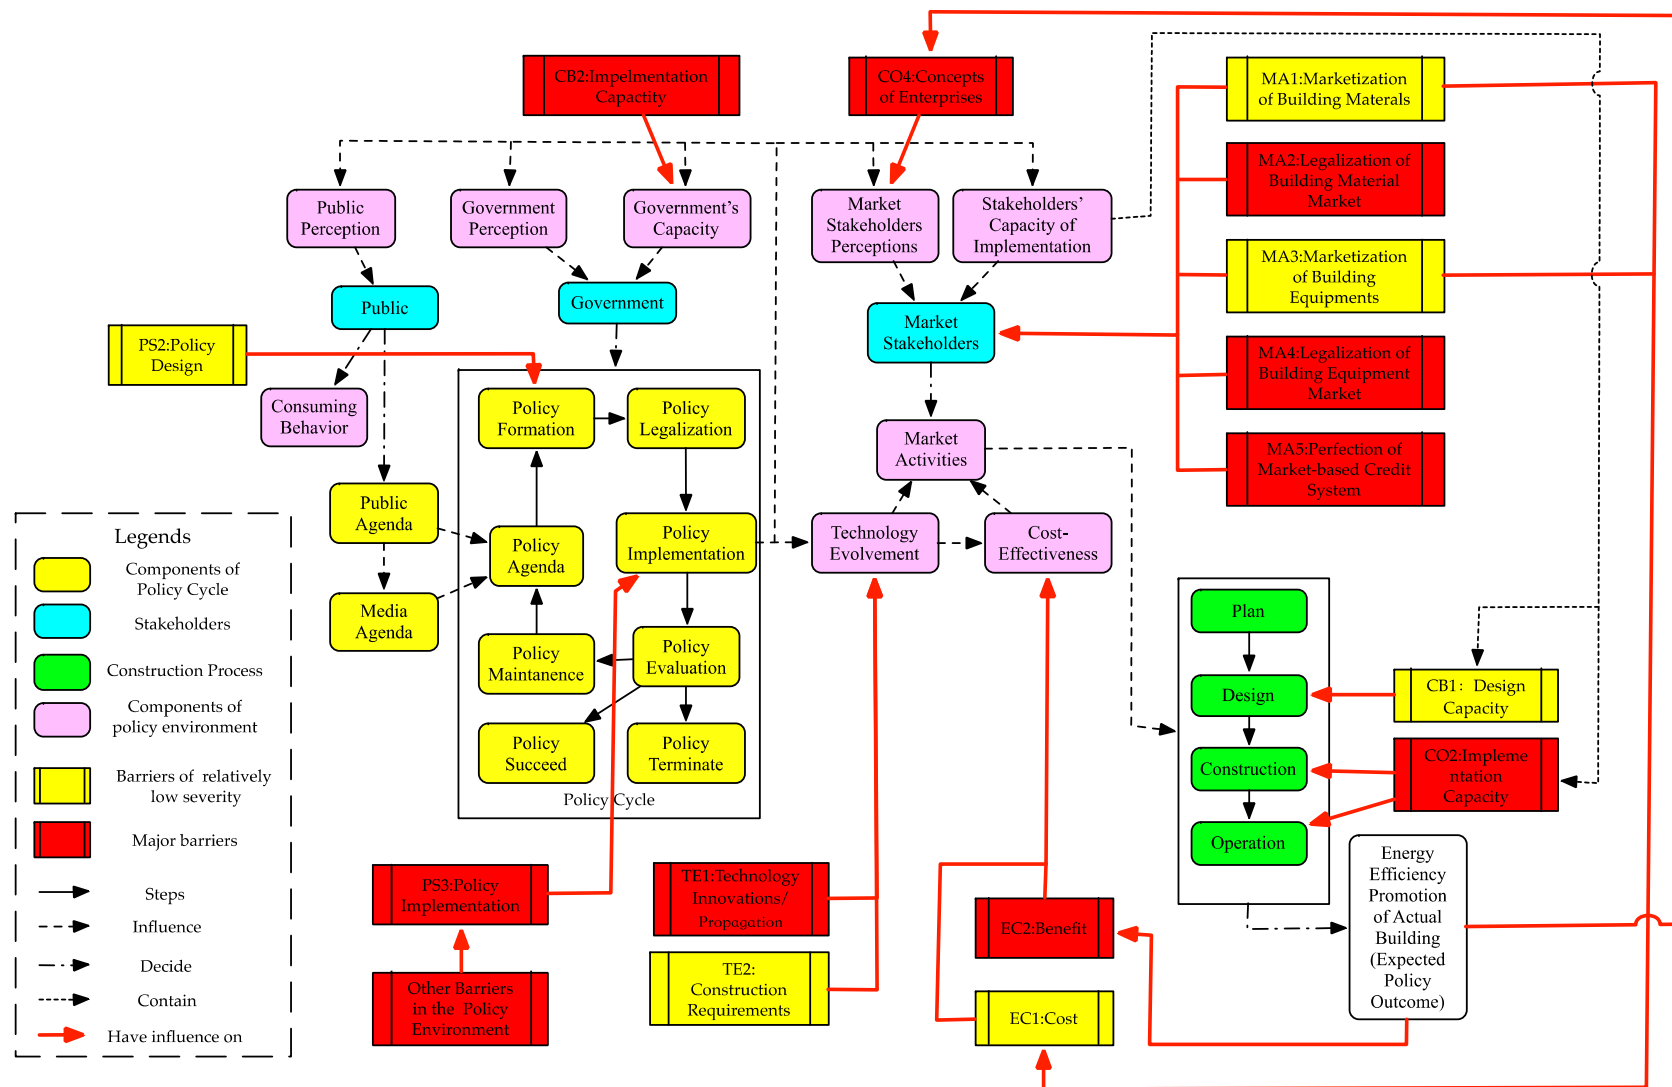 CB2:Impelmentation
Capactity
CO4:Concepts
of Enterprises
MA1:Marketization
of Building Materals
MA2:Legalization of
Building Material
Market
MA3:Marketization
of Building
Equipments
MA4:Legalization of
Building Equipment
Market
MA5:Perfection of
Market-based Credit
System
Public
Perception
Government
Perception
Government's
Capacity
Market
Stakeholders
Perceptions
Stakeholders'
Capacity of
Implementation
Public
Government
Market
Stakeholders
PS2:Policy
Design
Consuming
Behavior
Policy
Formation
Policy
Legalization
Market
Activities
Public
Agenda
Policy
Agenda
Policy
Implementation
Technology
Evolvement
Cost-
Effectiveness
Media
Agenda
Policy
Maintanence
Policy
Evaluation
Policy
Succeed
Policy
Terminate
Policy Cycle
Plan
Design
Construction
Operation
CB1: Design
Capacity
CO2:Impleme
ntation
Capacity
Energy
Efficiency
Promotion
of Actual
Building
(Expected
Policy
Outcome)
PS3:Policy
Implementation
Other Barriers
in the Policy
Environment
TE1:Technology
Innovations/
Propagation
TE2:
Construction
Requirements
EC2:Benefit
EC1:Cost
Legends
Components of
Policy Cycle
Stakeholders
Construction Process
Components of
policy environment
Barriers of relatively
low severity
Major barriers
Steps
Influence
Decide
Contain
Have influence on